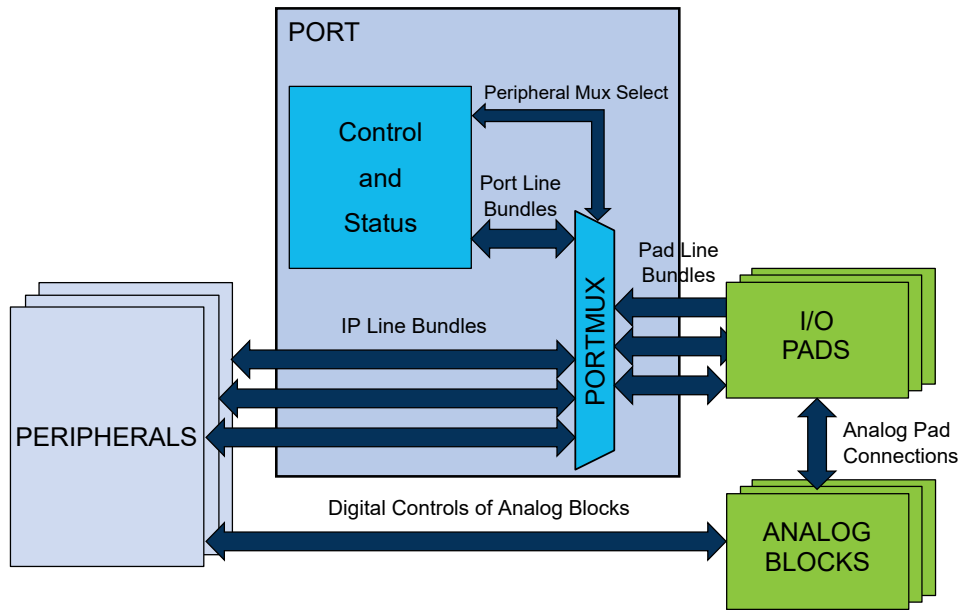 PORT
Peripheral Mux Select
Control
and
Status
Port Line
Bundles
Pad Line
Bundles
PORTMUX
IP Line Bundles
I/O
PADS
PERIPHERALS
Analog Pad
Connections
Digital Controls of Analog Blocks
ANALOG
BLOCKS